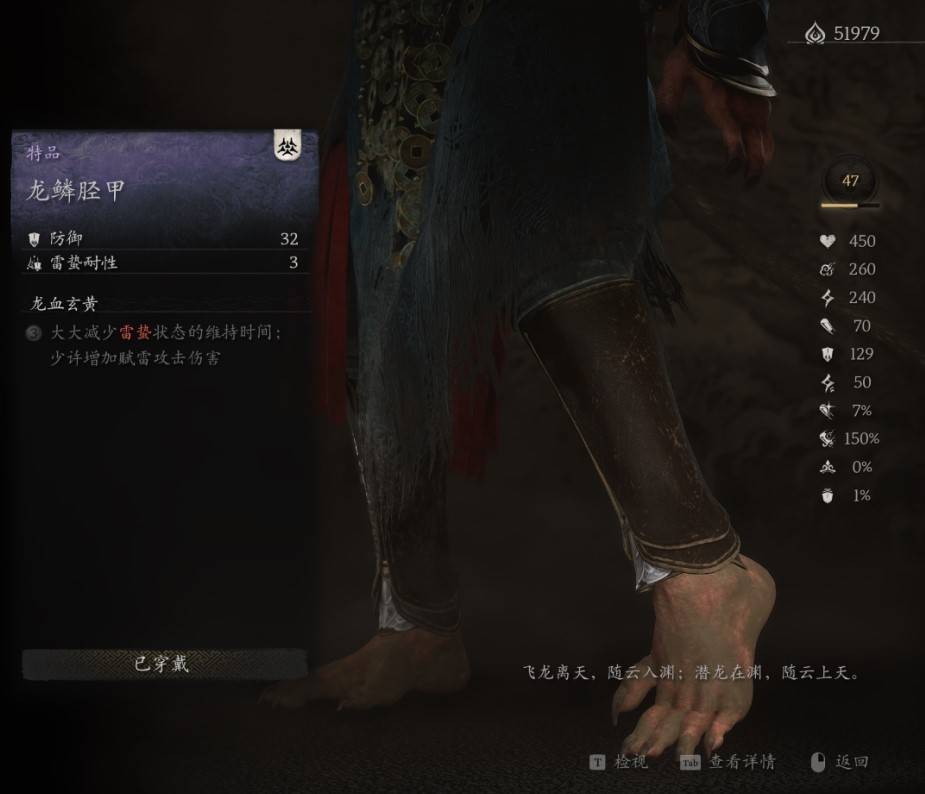 51979
特品
龙鳞胫甲
防御 32
雷蛰耐性 3
龙血玄黄
3 大大减少雷蛰状态的维持时间；
少许增加赋雷攻击伤害
已穿戴
47
450
260
240
70
129
50
7%
150%
0%
1%
飞龙离天，随云入渊；潜龙在渊，随云上天。
T 检视 Tab 查看详情 返回